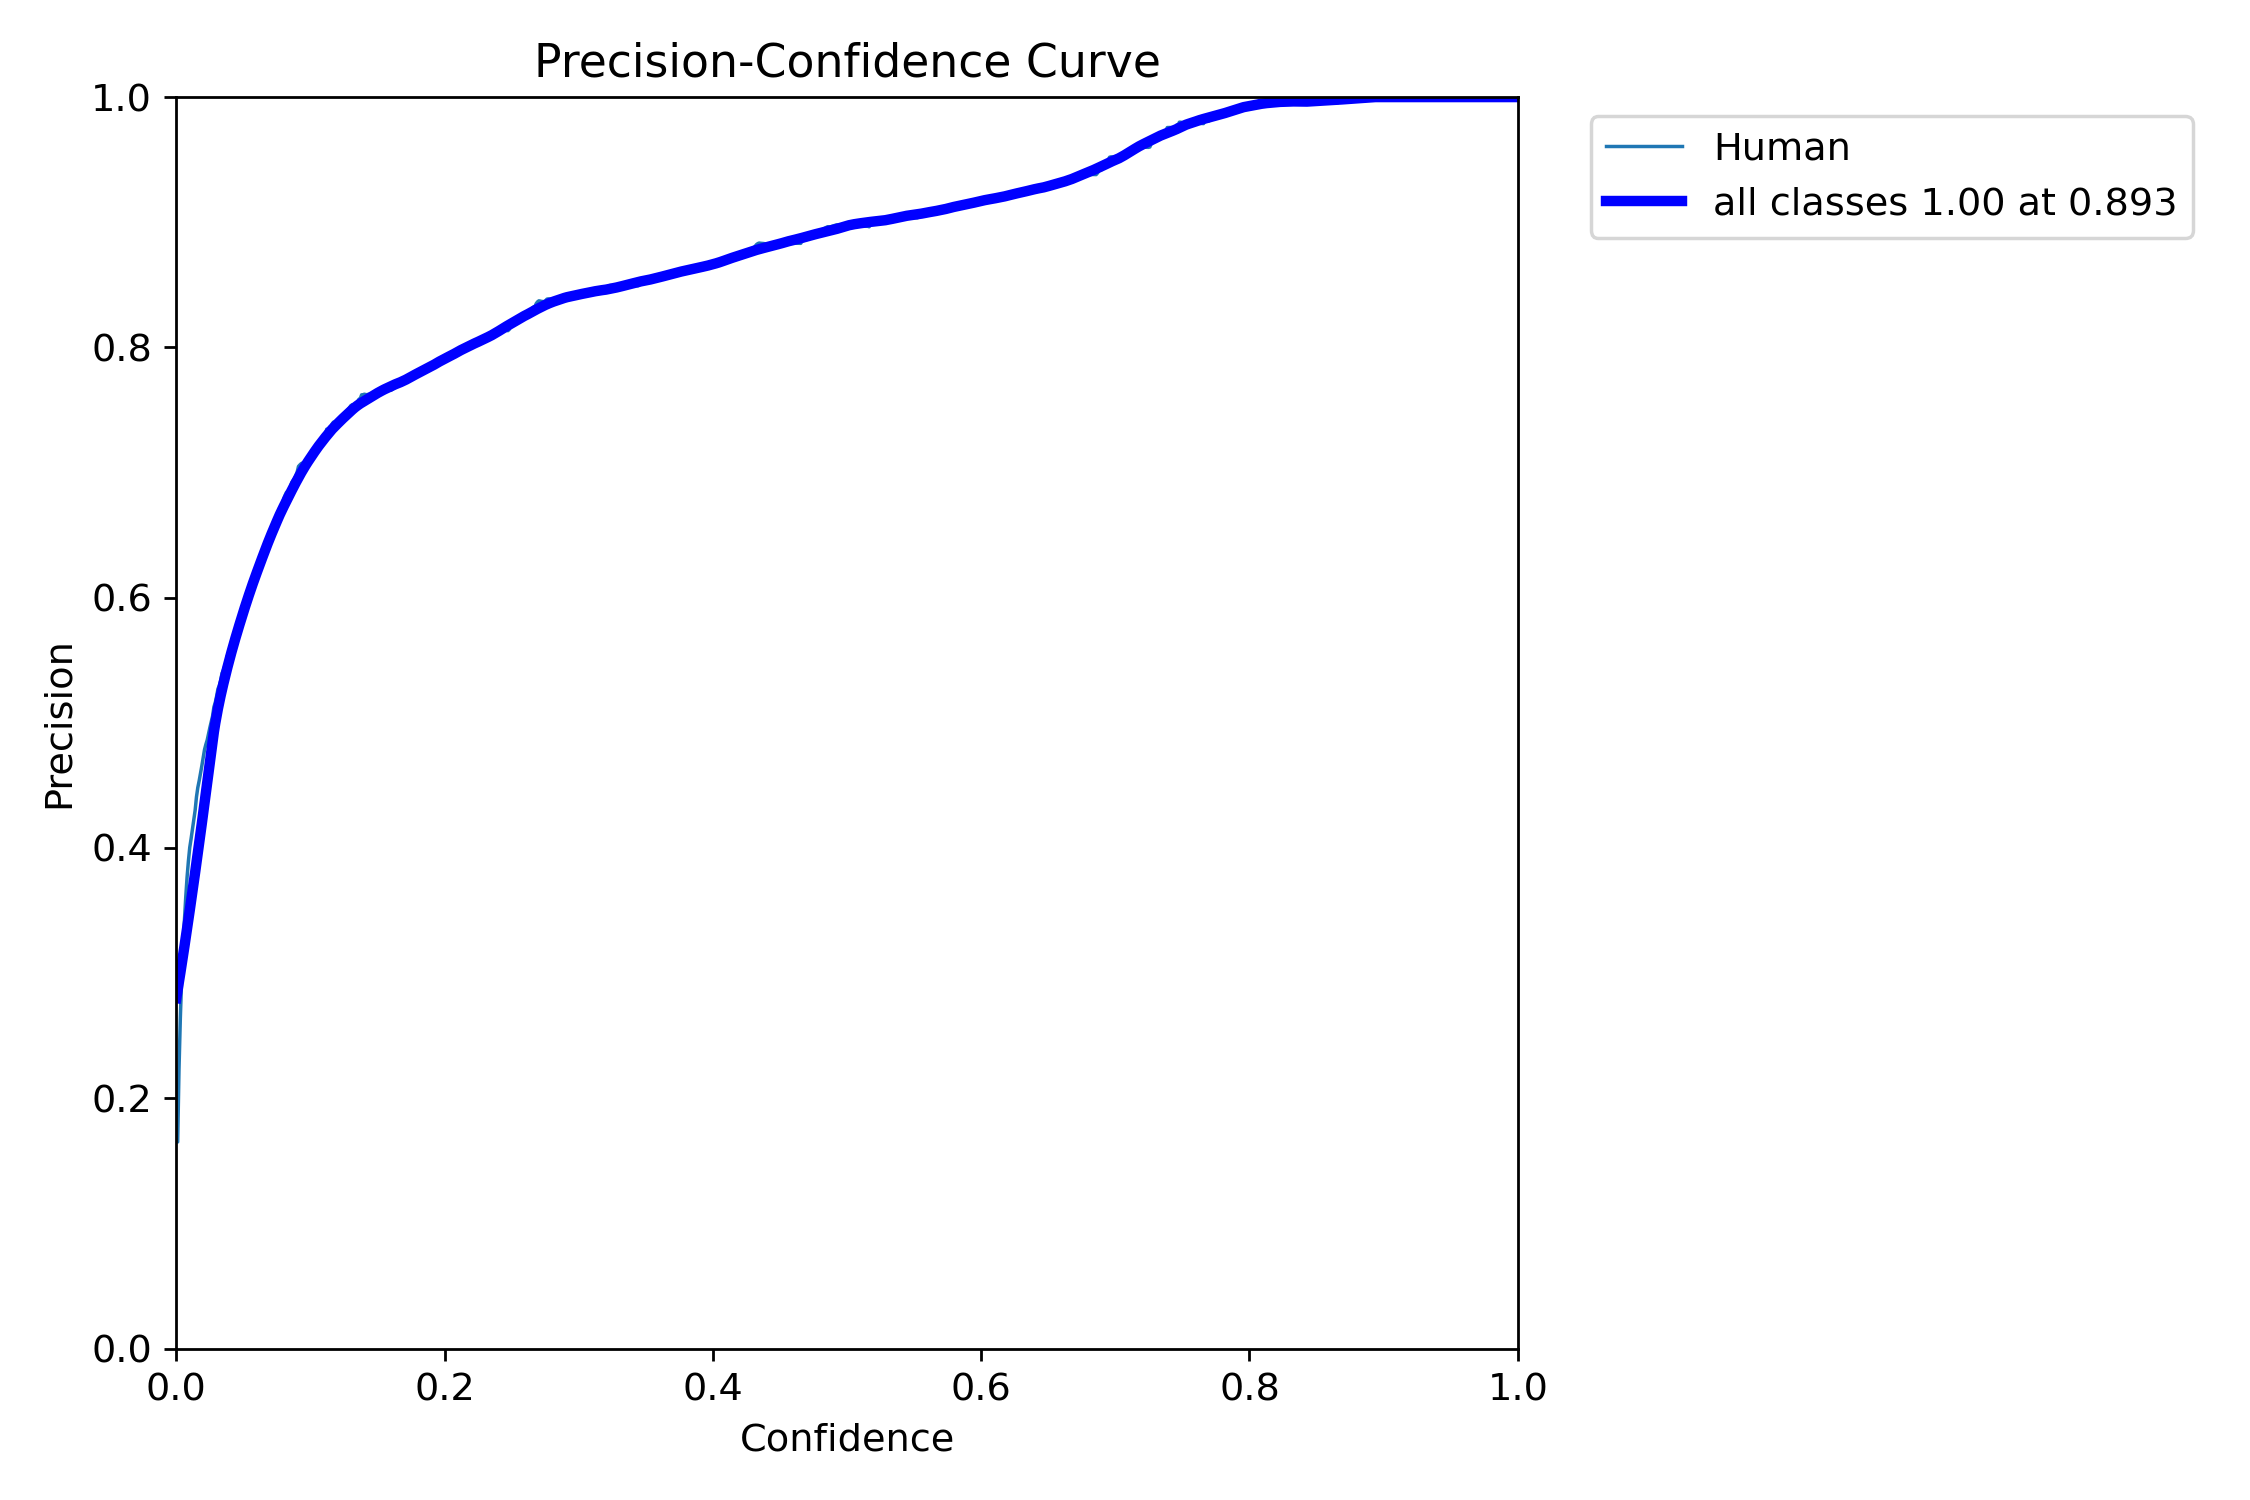 Precision-Confidence Curve
1.0
0.8
0.6
0.4
0.2
0.0
Precision
0.0 0.2 0.4 0.6 0.8 1.0
Confidence
Human
all classes 1.00 at 0.893